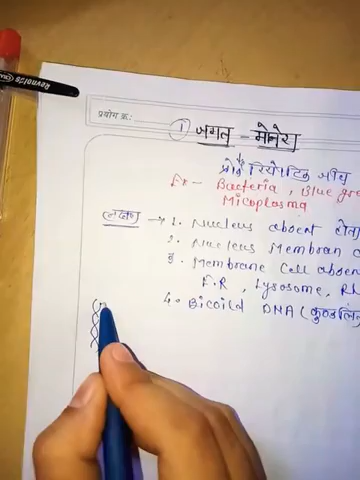 Reynolds
प्रयोग क्र.
① जगत - मोनेरा
जीव
Ex - Bacteria, Blue gre
Micoplasma
लक्षण → 1. Nucleus absent होता
2. Nucleus Membran
3. Membrane Cell absen
E.R, Lysosome, Rh
4. Bicoild DNA (कुण्डलि